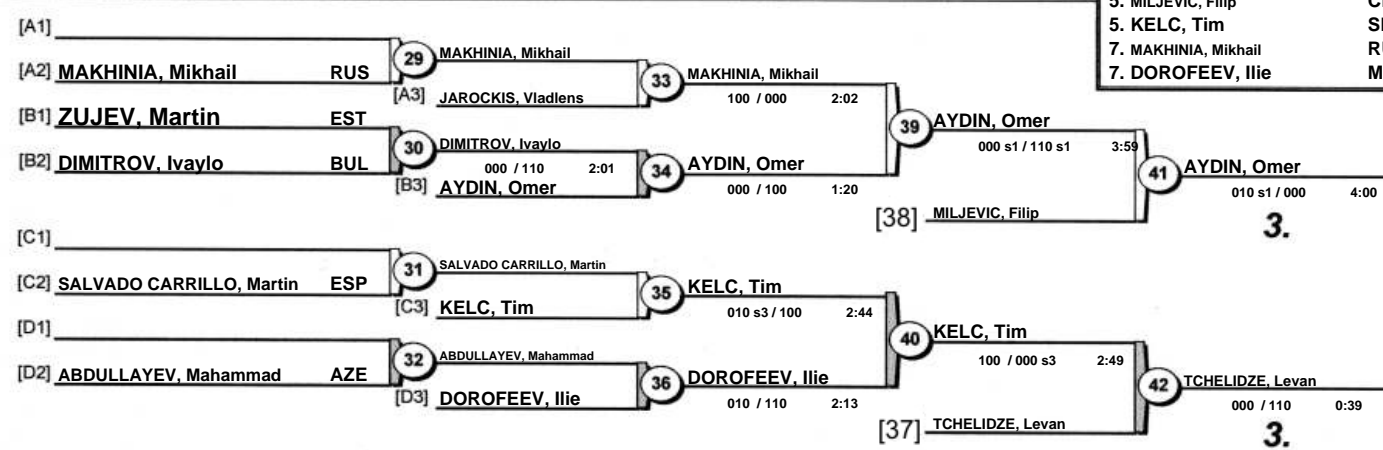 5. MILJEVIC, Filip
5. KELC, Tim
7. MAKHINIA, Mikhail
7. DOROFEEV, Ilie
[A1]
[A2] MAKHINIA, Mikhail RUS
29
MAKHINIA, Mikhail
[A3] JAROCKIS, Vladlens
33
MAKHINIA, Mikhail
100 / 000 2:02
[B1] ZUJEV, Martin EST
[B2] DIMITROV, Ivaylo BUL
30
DIMITROV, Ivaylo
000 / 110 2:01
[B3] AYDIN, Omer
34
AYDIN, Omer
000 / 100 1:20
39
AYDIN, Omer
000 s1 / 110 s1 3:59
[38] MILJEVIC, Filip
41
AYDIN, Omer
010 s1 / 000 4:00
3.
[C1]
[C2] SALVADO CARRILLO, Martin ESP
31
SALVADO CARRILLO, Martin
[C3] KELC, Tim
35
KELC, Tim
010 s3 / 100 2:44
[D1]
[D2] ABDULLAYEV, Mahammad AZE
32
ABDULLAYEV, Mahammad
[D3] DOROFEEV, Ilie
36
DOROFEEV, Ilie
010 / 110 2:13
40
KELC, Tim
100 / 000 s3 2:49
[37] TCHELIDZE, Levan
42
TCHELIDZE, Levan
000 / 110 0:39
3.